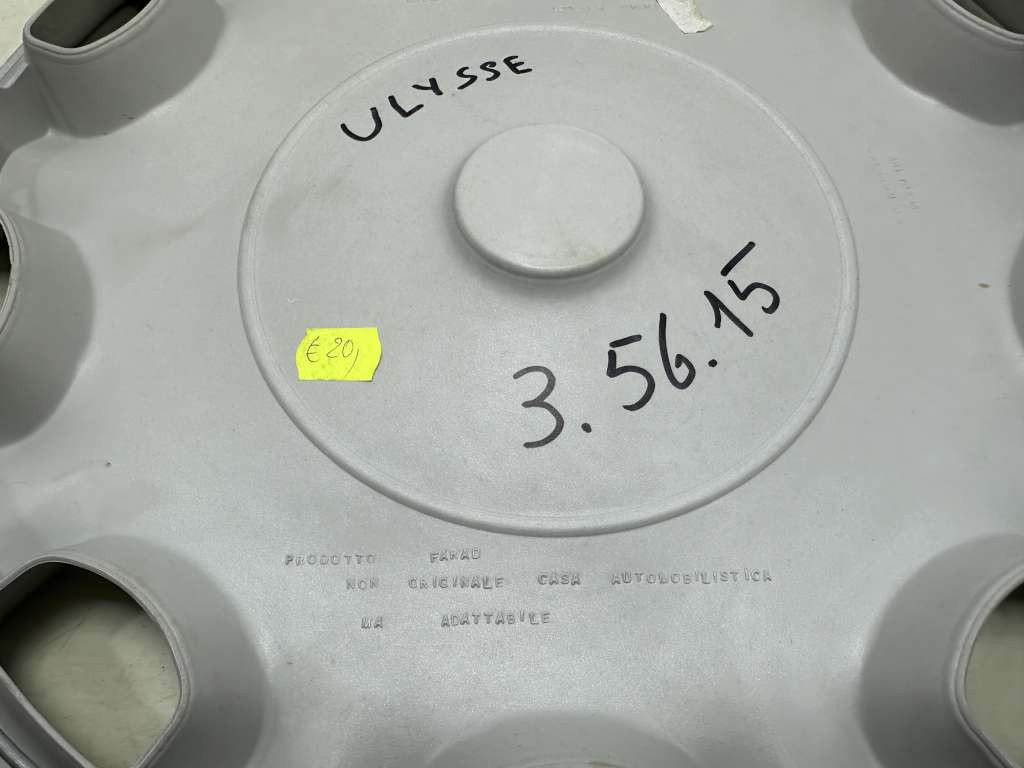 ULYSSE
€ 20,
3.56.15
PRODOTTO FARAD
NON ORIGINALE CASA AUTOMOBILISTICA
MA ADATTABILE